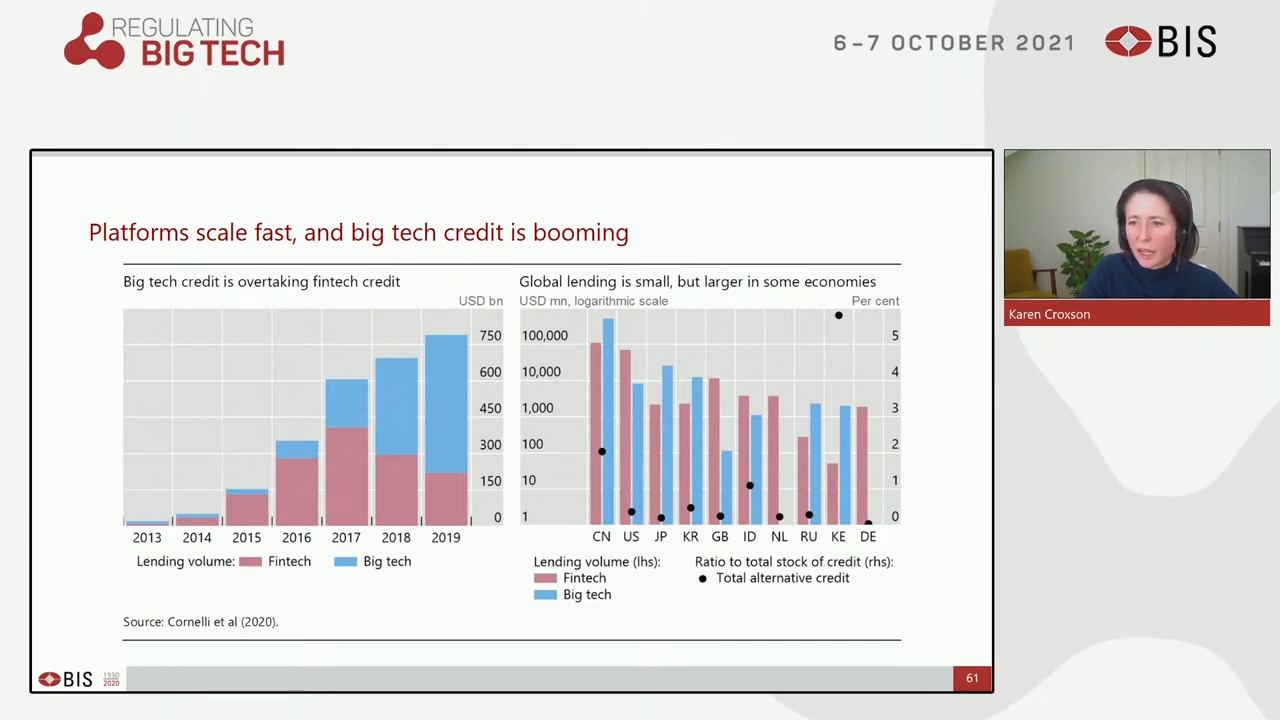 REGULATING
BIG TECH
6–7 OCTOBER 2021
BIS
Platforms scale fast, and big tech credit is booming
Big tech credit is overtaking fintech credit
USD bn
750
600
450
300
150
0
2013 2014 2015 2016 2017 2018 2019
Lending volume: Fintech Big tech
Global lending is small, but larger in some economies
USD mn, logarithmic scale Per cent
100,000 5
10,000 4
1,000 3
100 2
10 1
1 0
CN US JP KR GB ID NL RU KE DE
Lending volume (lhs): Ratio to total stock of credit (rhs):
Fintech Total alternative credit
Big tech
Source: Cornelli et al (2020).
BIS 1930
2020
61
Karen Croxson